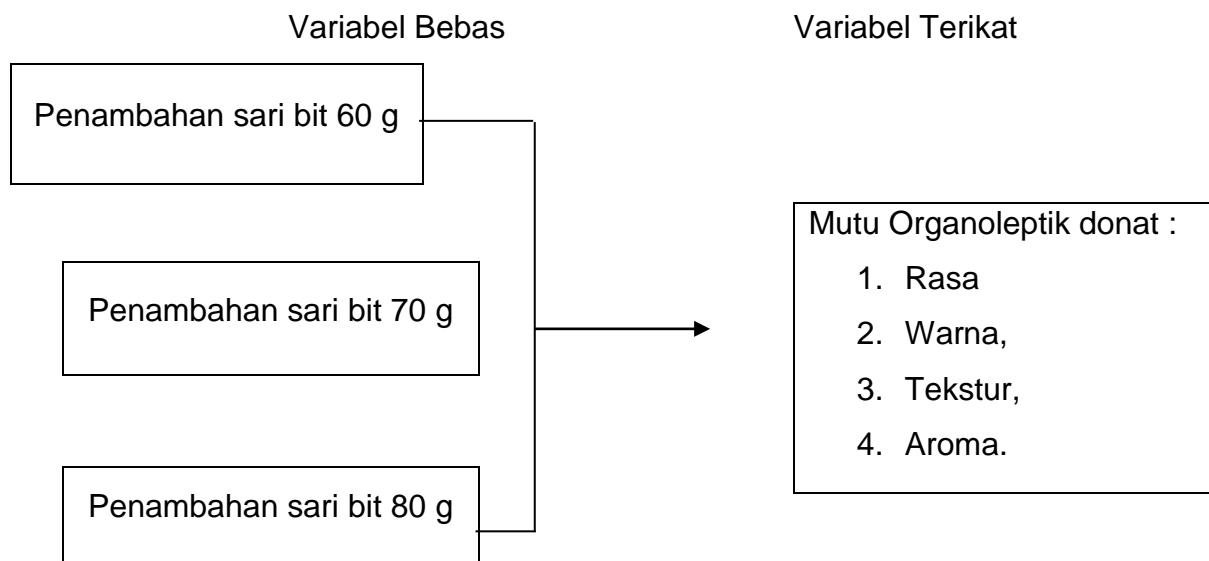 Variabel Bebas
Variabel Terikat
Penambahan sari bit 60 g
Penambahan sari bit 70 g
Penambahan sari bit 80 g
Mutu Organoleptik donat :
1. Rasa
2. Warna,
3. Tekstur,
4. Aroma.